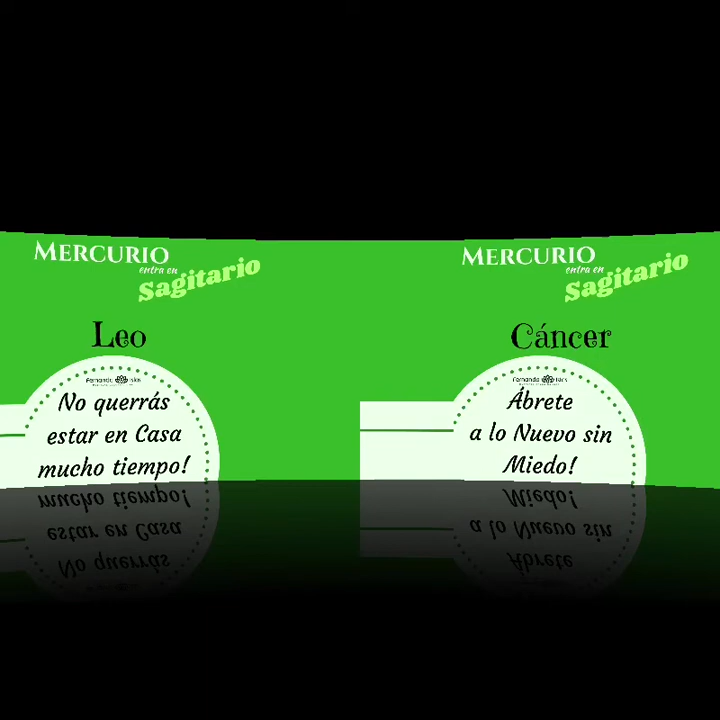 MERCURIO
entra en
Sagitario
Leo
No querrás
estar en Casa
mucho tiempo!
MERCURIO
entra en
Sagitario
Cáncer
Ábrete
a lo Nuevo sin
Miedo!